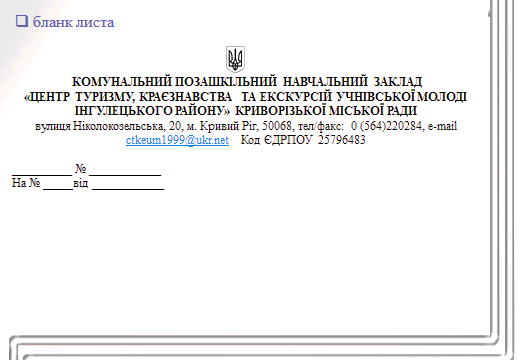 бланк листа
КОМУНАЛЬНИЙ ПОЗАШКІЛЬНИЙ НАВЧАЛЬНИЙ ЗАКЛАД
«ЦЕНТР ТУРИЗМУ, КРАЄЗНАВСТВА ТА ЕКСКУРСІЙ УЧНІВСЬКОЇ МОЛОДІ
ІНГУЛЕЦЬКОГО РАЙОНУ» КРИВОРІЗЬКОЇ МІСЬКОЇ РАДИ
вулиця Ніколокозельська, 20, м. Кривий Ріг, 50068, тел/факс: 0 (564)220284, e-mail
ctkeum1999@ukr.net Код ЄДРПОУ 25796483
__________ № ____________
На № _____від ____________